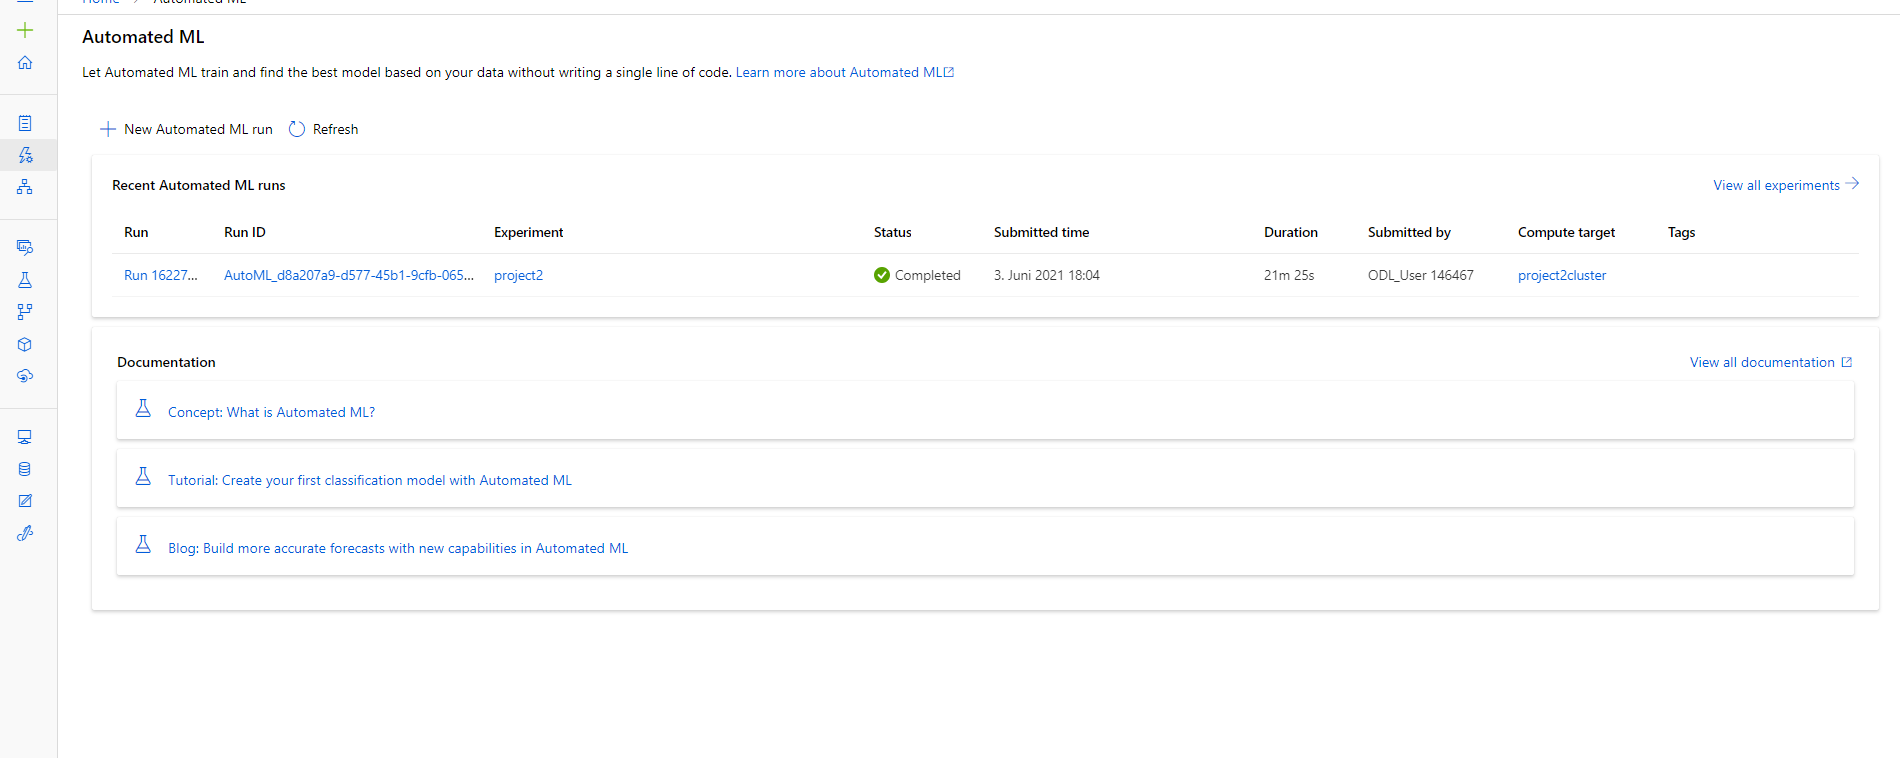 Home > Automated ML
Automated ML
Let Automated ML train and find the best model based on your data without writing a single line of code. Learn more about Automated ML
New Automated ML run Refresh
Recent Automated ML runs View all experiments
Run Run ID Experiment Status Submitted time Duration Submitted by Compute target Tags
Run 16227... AutoML_d8a207a9-d577-45b1-9cfb-065... project2 Completed 3. Juni 2021 18:04 21m 25s ODL_User 146467 project2cluster
Documentation View all documentation
Concept: What is Automated ML?
Tutorial: Create your first classification model with Automated ML
Blog: Build more accurate forecasts with new capabilities in Automated ML